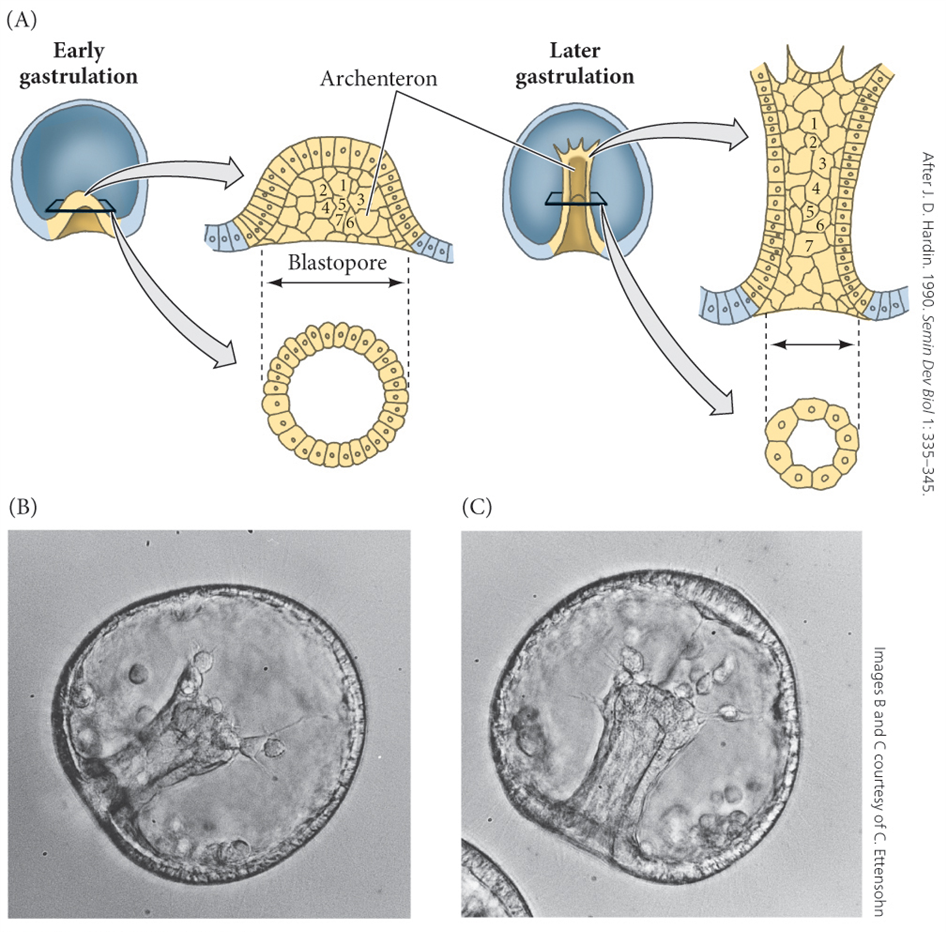 (A)
Early
gastrulation
Archenteron
Later
gastrulation
1
2
3
4
5
6
7
Blastopore
1
2
3
4
5
6
7
(B)
(C)
After J. D. Hardin. 1990. Semin Dev Biol 1: 335–345.
Images B and C courtesy of C. Ettensohn